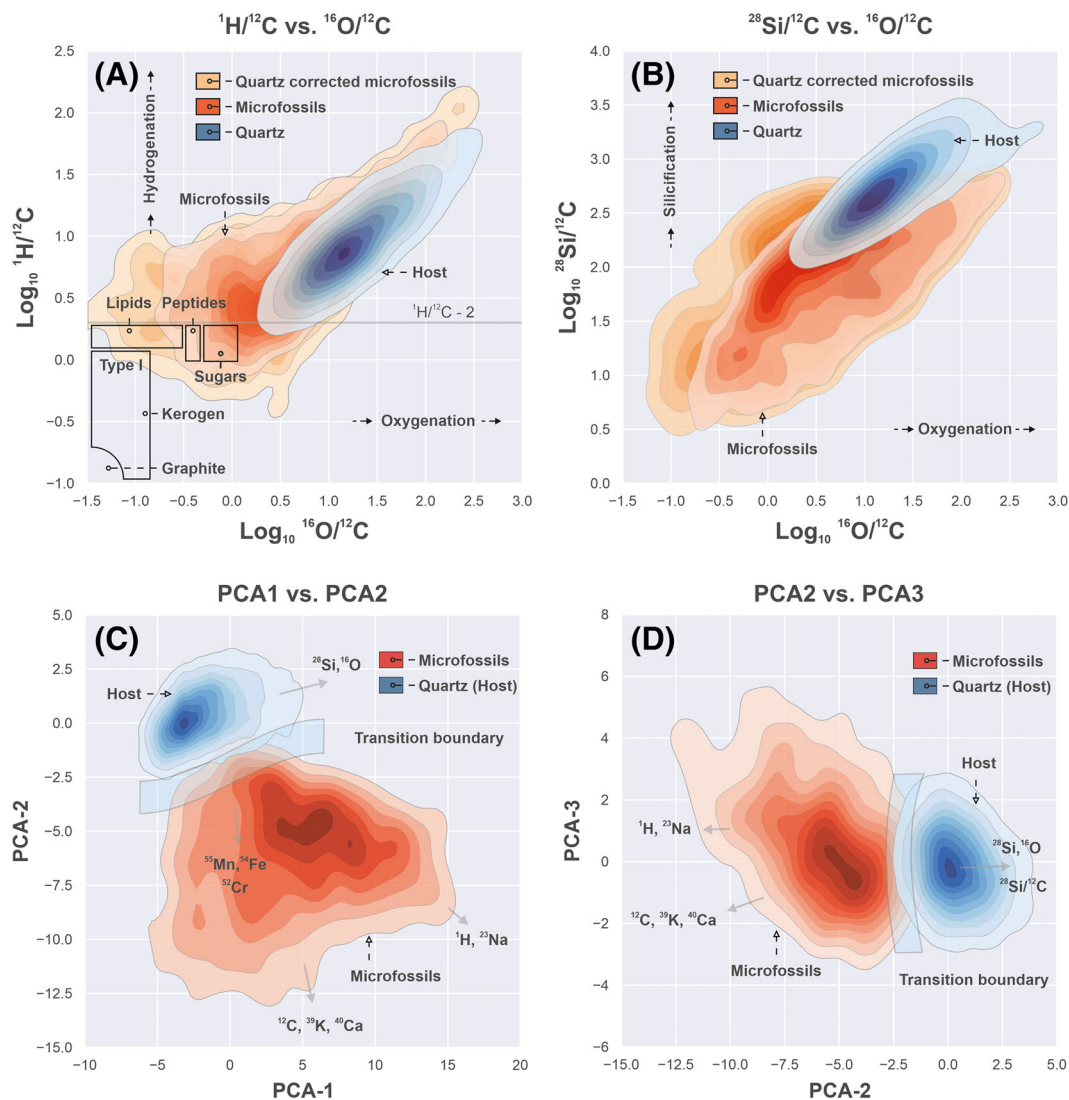 ¹H/¹²C vs. ¹⁶O/¹²C
(A)
Quartz corrected microfossils
Microfossils
Quartz
Hydrogenation
Microfossils
Host
¹H/¹²C - 2
Lipids
Peptides
Type I
Sugars
Kerogen
Graphite
Oxygenation
2.5
2.0
1.5
1.0
0.5
0.0
−0.5
−1.0
Log₁₀ ¹H/¹²C
−1.5 −1.0 −0.5 0.0 0.5 1.0 1.5 2.0 2.5 3.0
Log₁₀ ¹⁶O/¹²C
²⁸Si/¹²C vs. ¹⁶O/¹²C
(B)
Quartz corrected microfossils
Microfossils
Quartz
Silicification
Host
Microfossils
Oxygenation
4.0
3.5
3.0
2.5
2.0
1.5
1.0
0.5
0.0
Log₁₀ ²⁸Si/¹²C
−1.5 −1.0 −0.5 0.0 0.5 1.0 1.5 2.0 2.5 3.0
Log₁₀ ¹⁶O/¹²C
PCA1 vs. PCA2
(C)
Microfossils
Quartz (Host)
²⁸Si,¹⁶O
Host
Transition boundary
⁵⁵Mn,⁵⁴Fe
⁵²Cr
¹H, ²³Na
Microfossils
¹²C, ³⁹K, ⁴⁰Ca
5.0
2.5
0.0
−2.5
−5.0
−7.5
−10.0
−12.5
−15.0
PCA-2
−10 −5 0 5 10 15 20
PCA-1
PCA2 vs. PCA3
(D)
Microfossils
Quartz (Host)
Host
¹H, ²³Na
²⁸Si,¹⁶O
²⁸Si/¹²C
¹²C, ³⁹K, ⁴⁰Ca
Microfossils
Transition boundary
8
6
4
2
0
−2
−4
−6
PCA-3
−15.0 −12.5 −10.0 −7.5 −5.0 −2.5 0.0 2.5 5.0
PCA-2